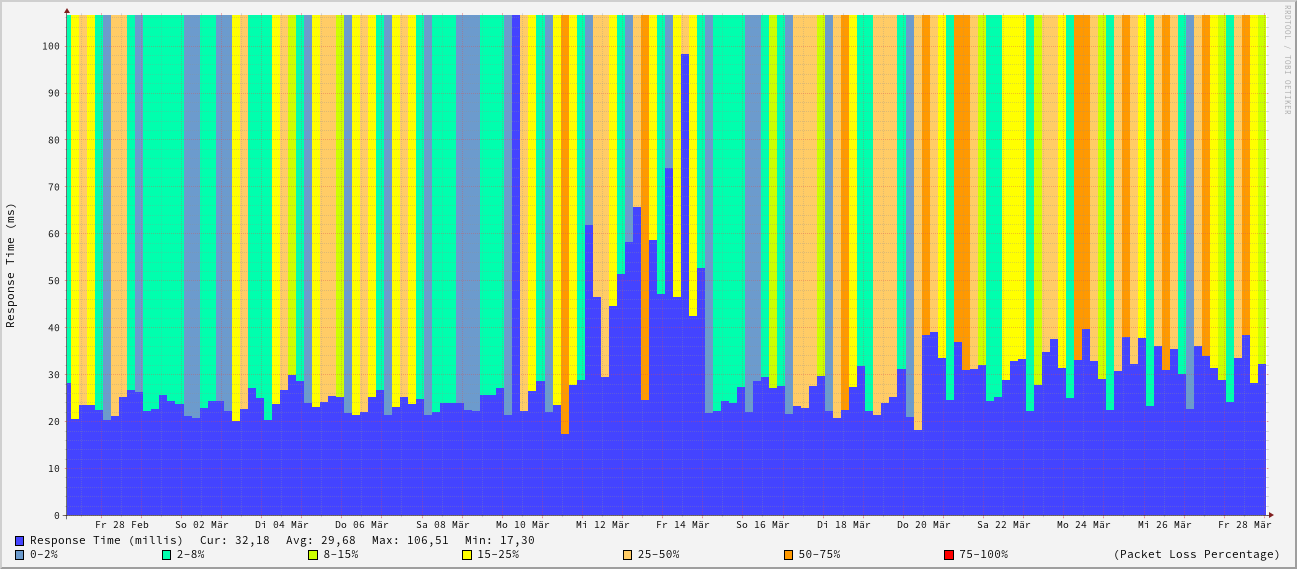 RRDTOOL / TOBI OETIKER
Response Time (ms)
100
90
80
70
60
50
40
30
20
10
0
Fr 28 Feb So 02 Mär Di 04 Mär Do 06 Mär Sa 08 Mär Mo 10 Mär Mi 12 Mär Fr 14 Mär So 16 Mär Di 18 Mär Do 20 Mär Sa 22 Mär Mo 24 Mär Mi 26 Mär Fr 28 Mär
Response Time (millis) Cur: 32,18 Avg: 29,68 Max: 106,51 Min: 17,30
0-2% 2-8% 8-15% 15-25% 25-50% 50-75% 75-100% (Packet Loss Percentage)